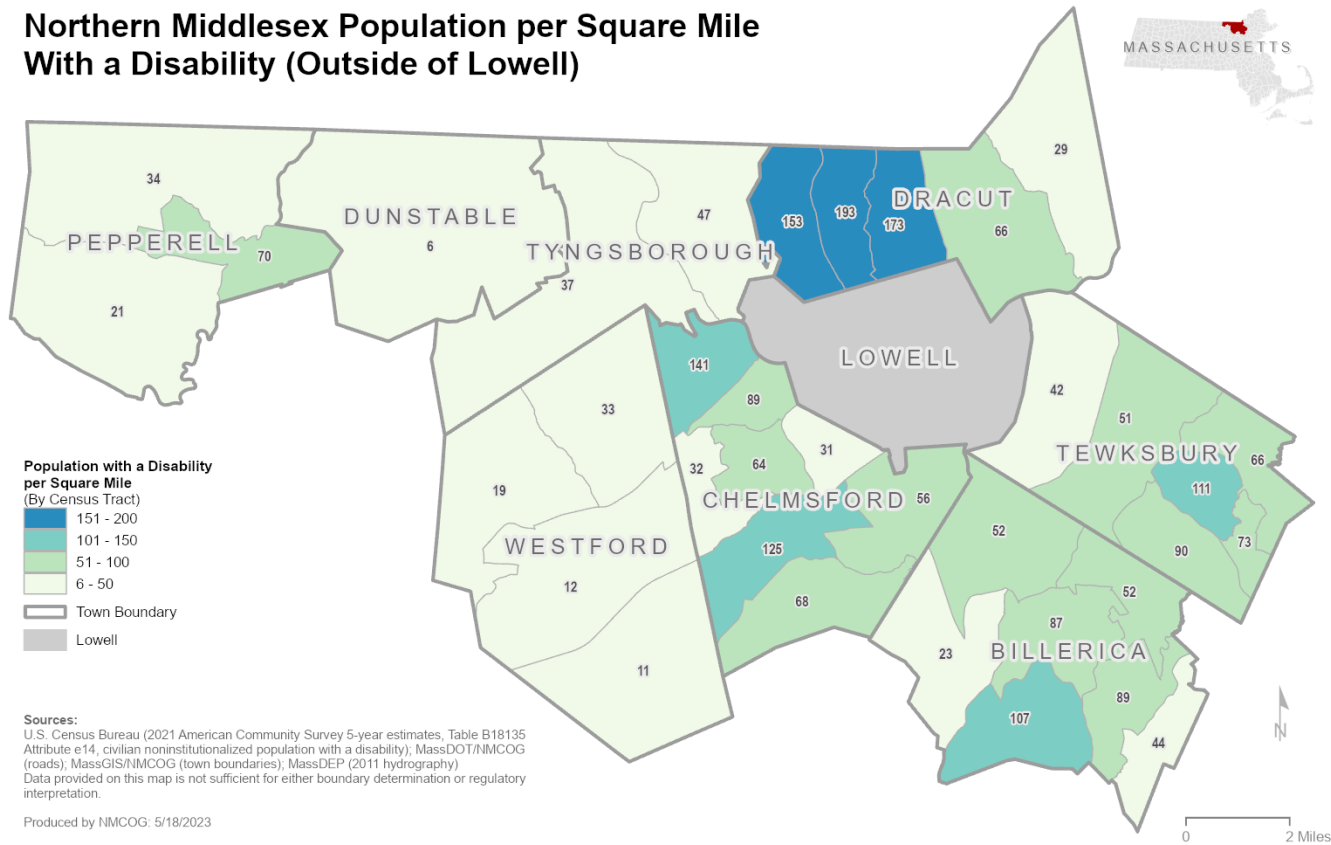 Northern Middlesex Population per Square Mile
With a Disability (Outside of Lowell)
MASSACHUSETTS
29
34
47
153
193
DRACUT
173
66
DUNSTABLE
6
PEPPERELL
70
TYNGSBOROUGH
37
21
LOWELL
141
89
33
42
51
31
TEWKSBURY
66
32
64
111
19
CHELMSFORD
56
52
73
90
WESTFORD
125
12
68
52
87
BILLERICA
23
11
89
107
44
Population with a Disability
per Square Mile
(By Census Tract)
151 - 200
101 - 150
51 - 100
6 - 50
Town Boundary
Lowell
Sources:
U.S. Census Bureau (2021 American Community Survey 5-year estimates, Table B18135
Attribute e14, civilian noninstitutionalized population with a disability); MassDOT/NMCOG
(roads); MassGIS/NMCOG (town boundaries); MassDEP (2011 hydrography)
Data provided on this map is not sufficient for either boundary determination or regulatory
interpretation.
Produced by NMCOG: 5/18/2023
N
0 2 Miles